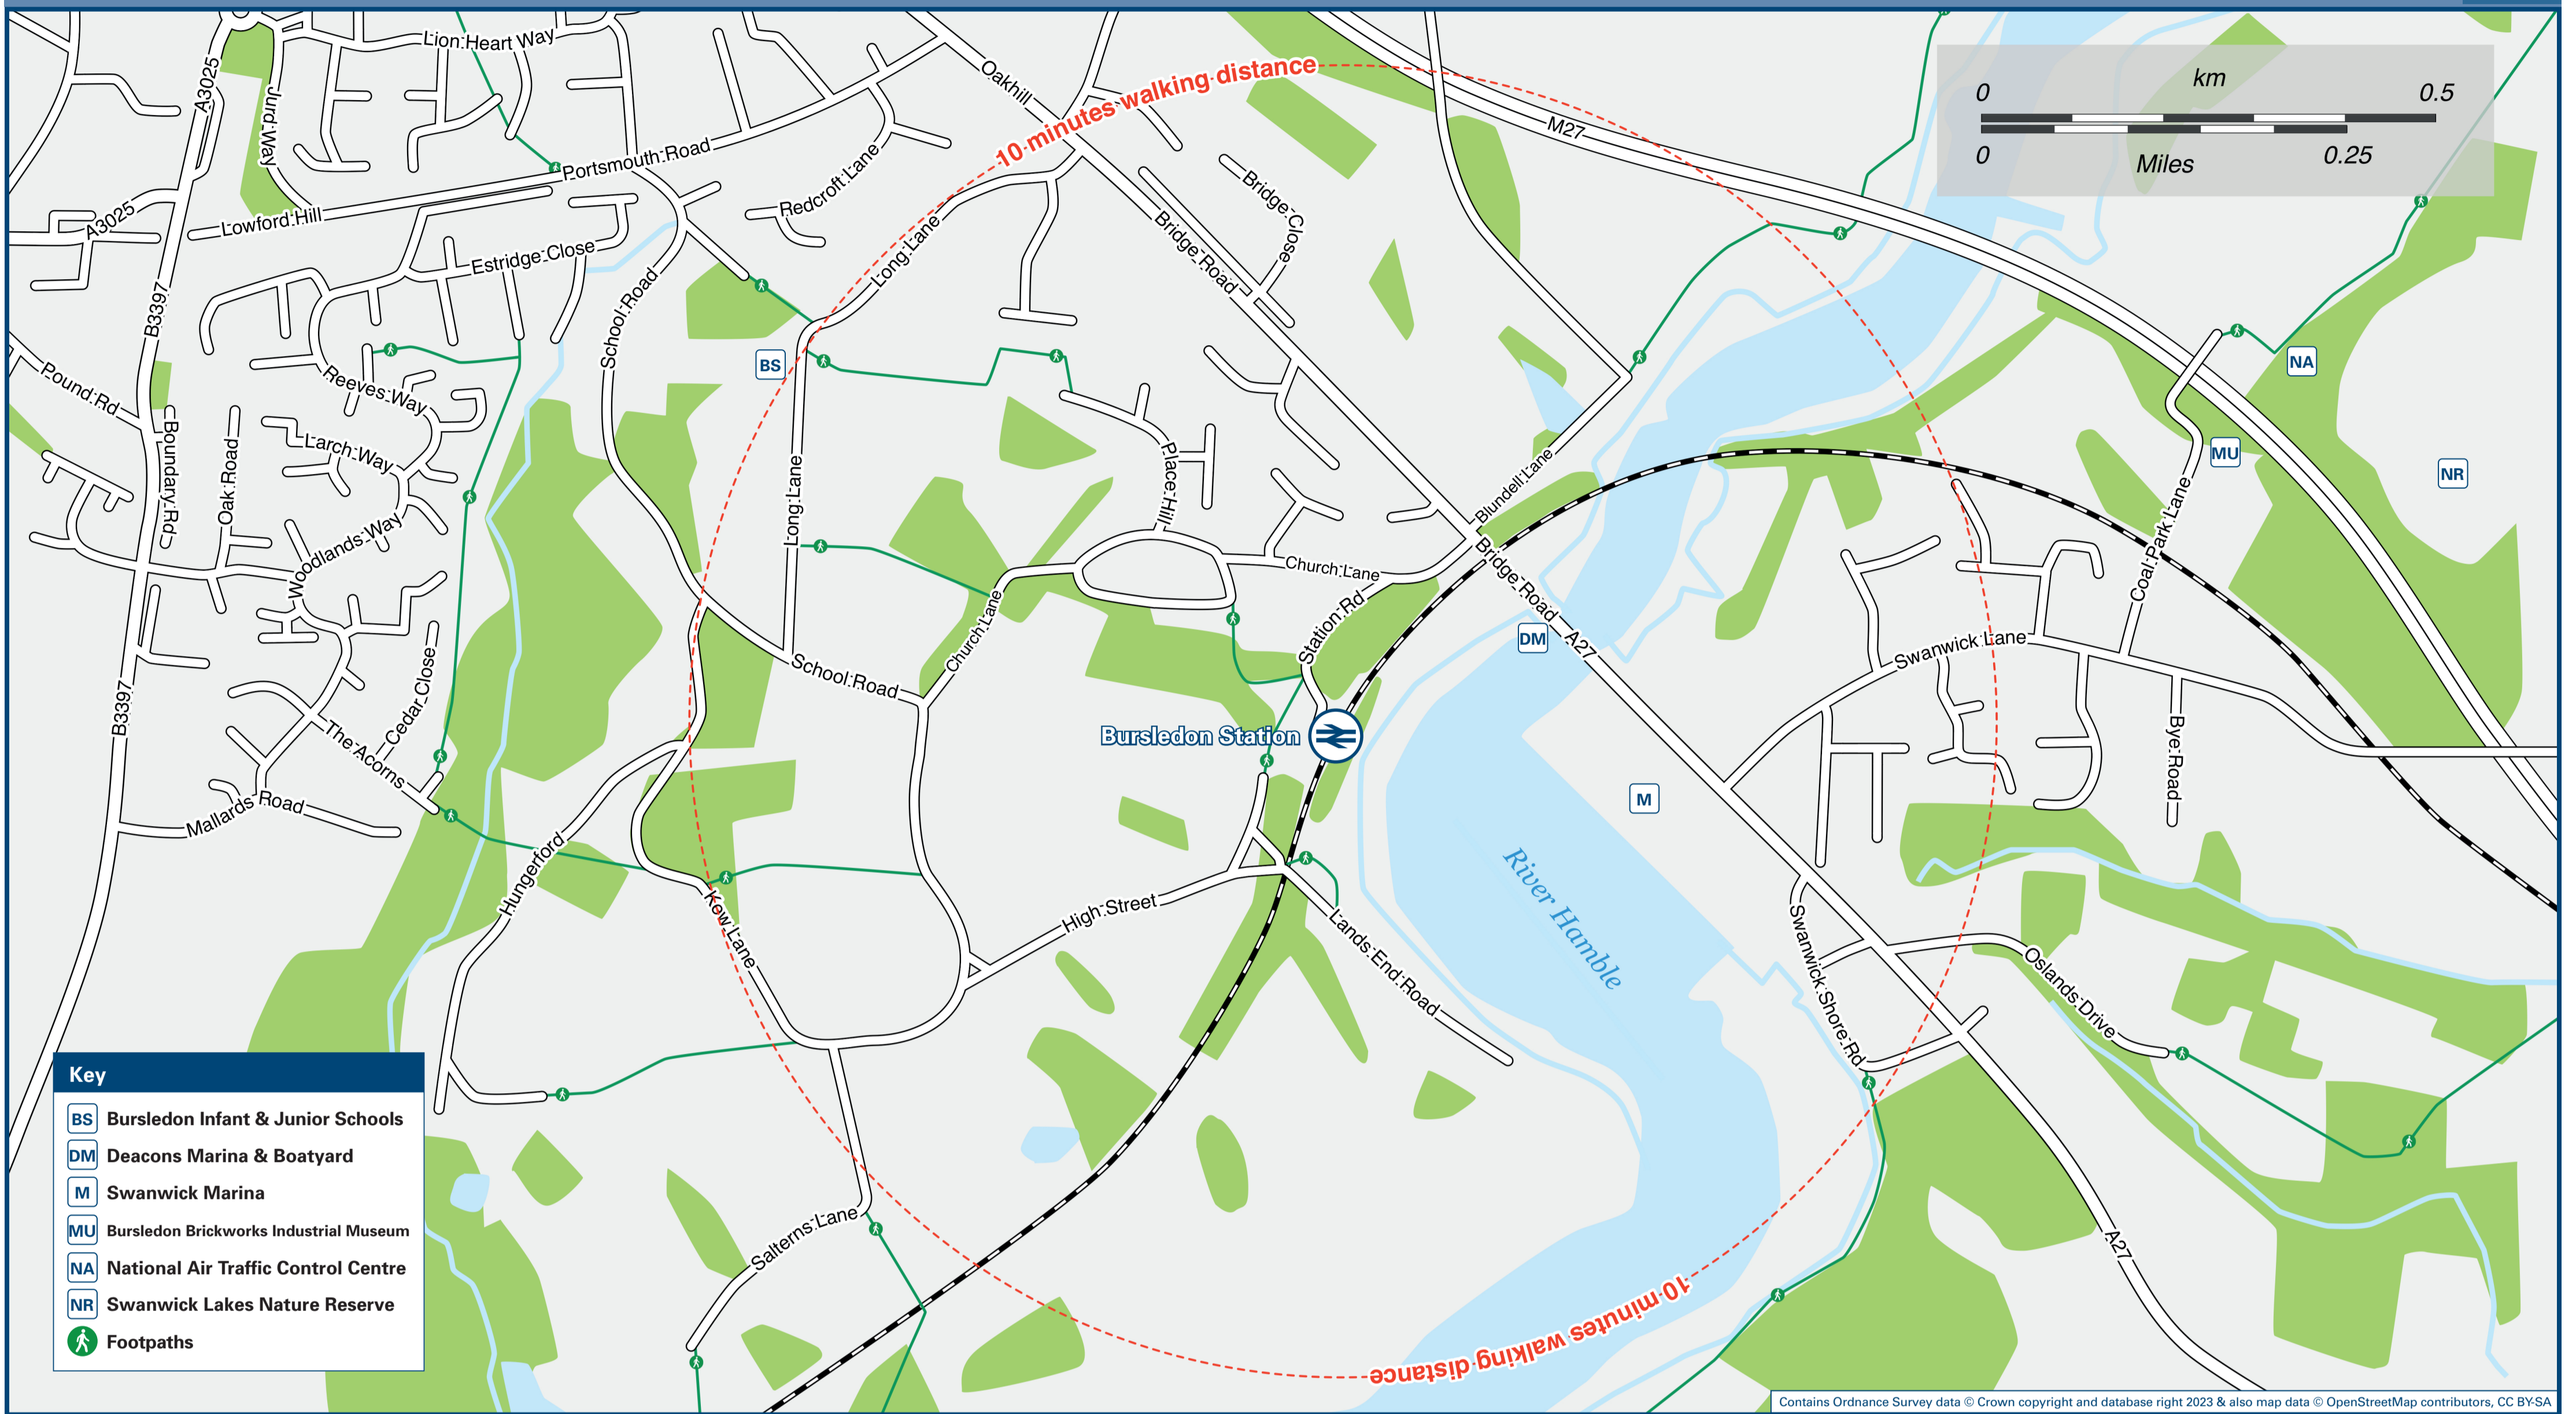 Lion Heart Way
A3025
Jurd Way
Oakhill
10 minutes walking distance
M27
km
0
0.5
0
Miles
0.25
Portsmouth Road
Redcroft Lane
Bridge Close
A3025
Lowford Hill
Estridge Close
Long Lane
Bridge Road
B3397
School Road
BS
NA
Pound Rd
Reeves Way
Boundary Rd
Oak Road
Larch Way
Long Lane
Place Hill
Blundell Lane
MU
NR
Woodlands Way
Church Lane
Bridge Road
Coal Park Lane
Church Lane
Station Rd
DM
A27
Swanwick Lane
School Road
B3397
Cedar Close
The Acorns
Bursledon Station
Bye Road
M
Mallards Road
Hungerford
Kew Lane
High Street
Lands End Road
River Hamble
Swanwick Shore Rd
Oslands Drive
Salterns Lane
A27
10 minutes walking distance
Key
BS Bursledon Infant & Junior Schools
DM Deacons Marina & Boatyard
M Swanwick Marina
MU Bursledon Brickworks Industrial Museum
NA National Air Traffic Control Centre
NR Swanwick Lakes Nature Reserve
Footpaths
Contains Ordnance Survey data © Crown copyright and database right 2023 & also map data © OpenStreetMap contributors, CC BY-SA